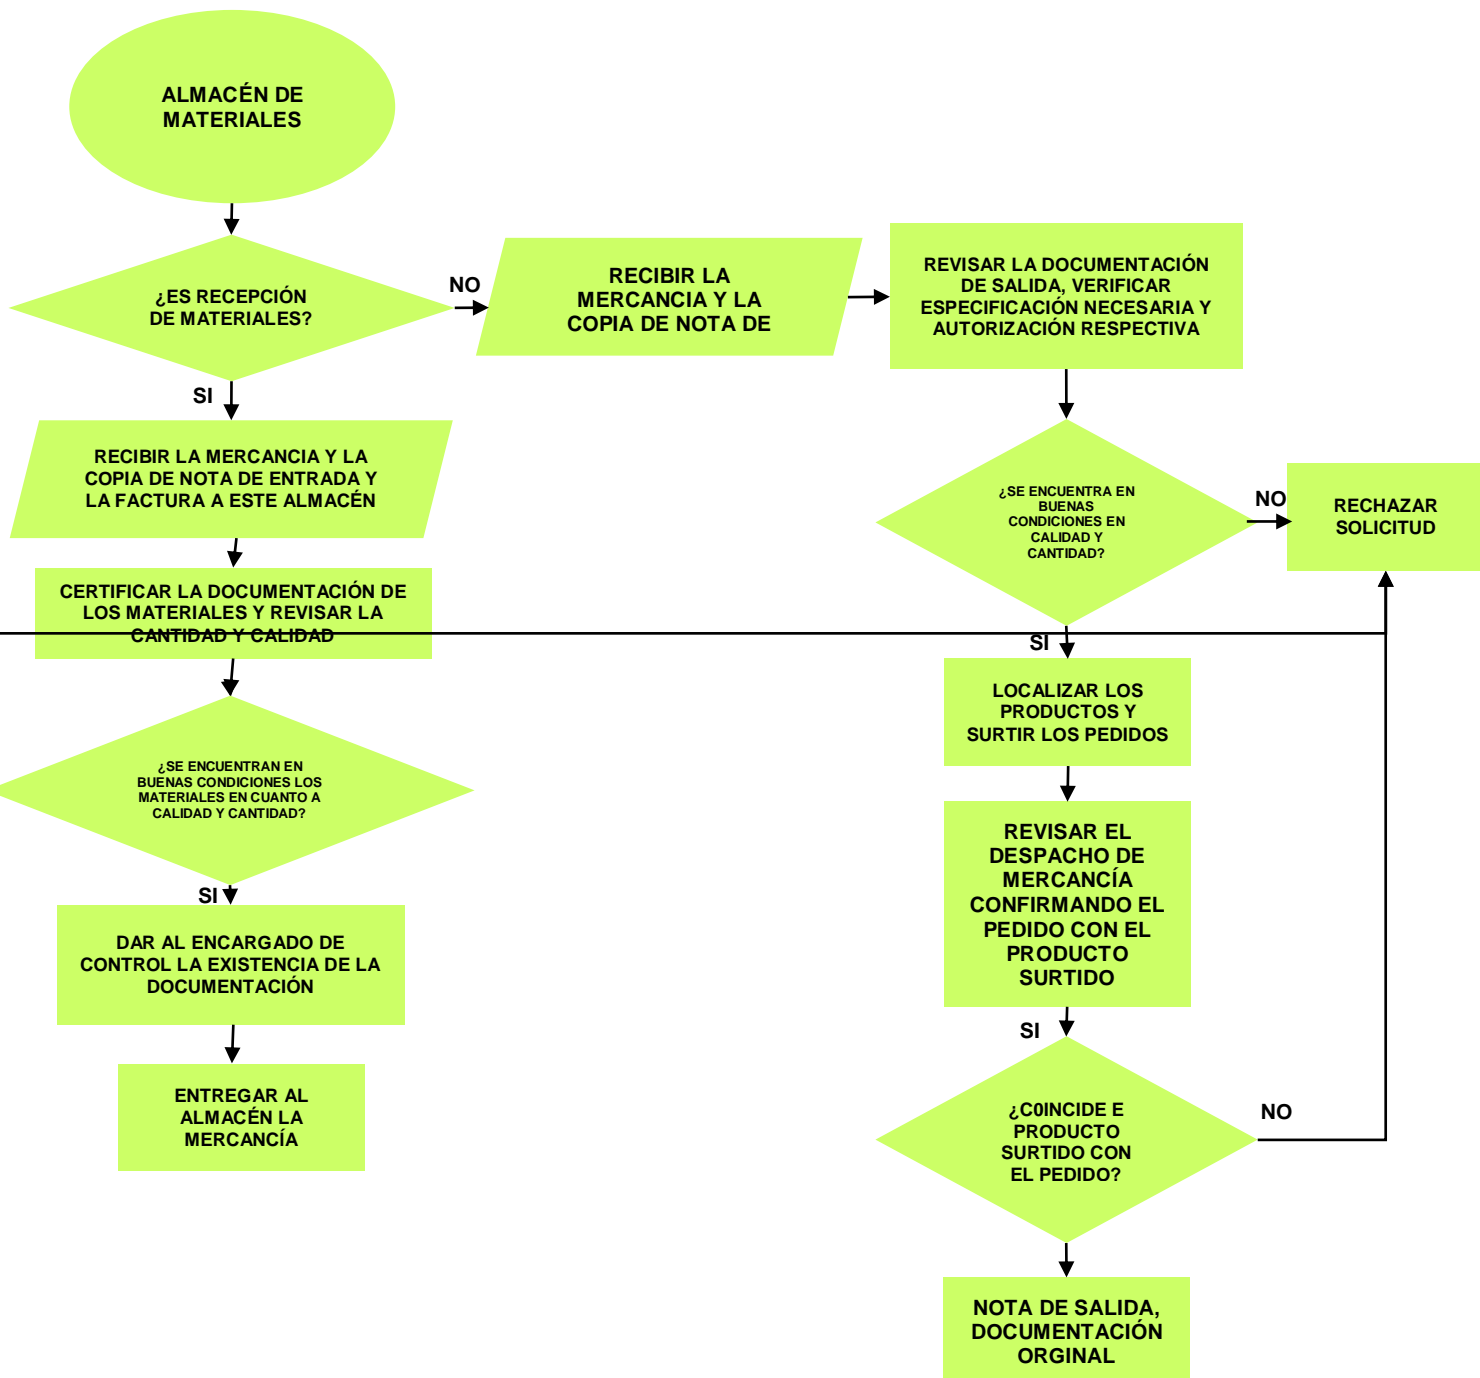 ALMACÉN DE
MATERIALES
¿ES RECEPCIÓN
DE MATERIALES?
NO
RECIBIR LA
MERCANCIA Y LA
COPIA DE NOTA DE
REVISAR LA DOCUMENTACIÓN
DE SALIDA, VERIFICAR
ESPECIFICACIÓN NECESARIA Y
AUTORIZACIÓN RESPECTIVA
SI
RECIBIR LA MERCANCIA Y LA
COPIA DE NOTA DE ENTRADA Y
LA FACTURA A ESTE ALMACÉN
¿SE ENCUENTRA EN
BUENAS
CONDICIONES EN
CALIDAD Y
CANTIDAD?
NO
RECHAZAR
SOLICITUD
CERTIFICAR LA DOCUMENTACIÓN DE
LOS MATERIALES Y REVISAR LA
CANTIDAD Y CALIDAD
SI
LOCALIZAR LOS
PRODUCTOS Y
SURTIR LOS PEDIDOS
¿SE ENCUENTRAN EN
BUENAS CONDICIONES LOS
MATERIALES EN CUANTO A
CALIDAD Y CANTIDAD?
REVISAR EL
DESPACHO DE
MERCANCÍA
CONFIRMANDO EL
PEDIDO CON EL
PRODUCTO
SURTIDO
SI
DAR AL ENCARGADO DE
CONTROL LA EXISTENCIA DE LA
DOCUMENTACIÓN
SI
ENTREGAR AL
ALMACÉN LA
MERCANCÍA
¿C0INCIDE E
PRODUCTO
SURTIDO CON
EL PEDIDO?
NO
NOTA DE SALIDA,
DOCUMENTACIÓN
ORGINAL